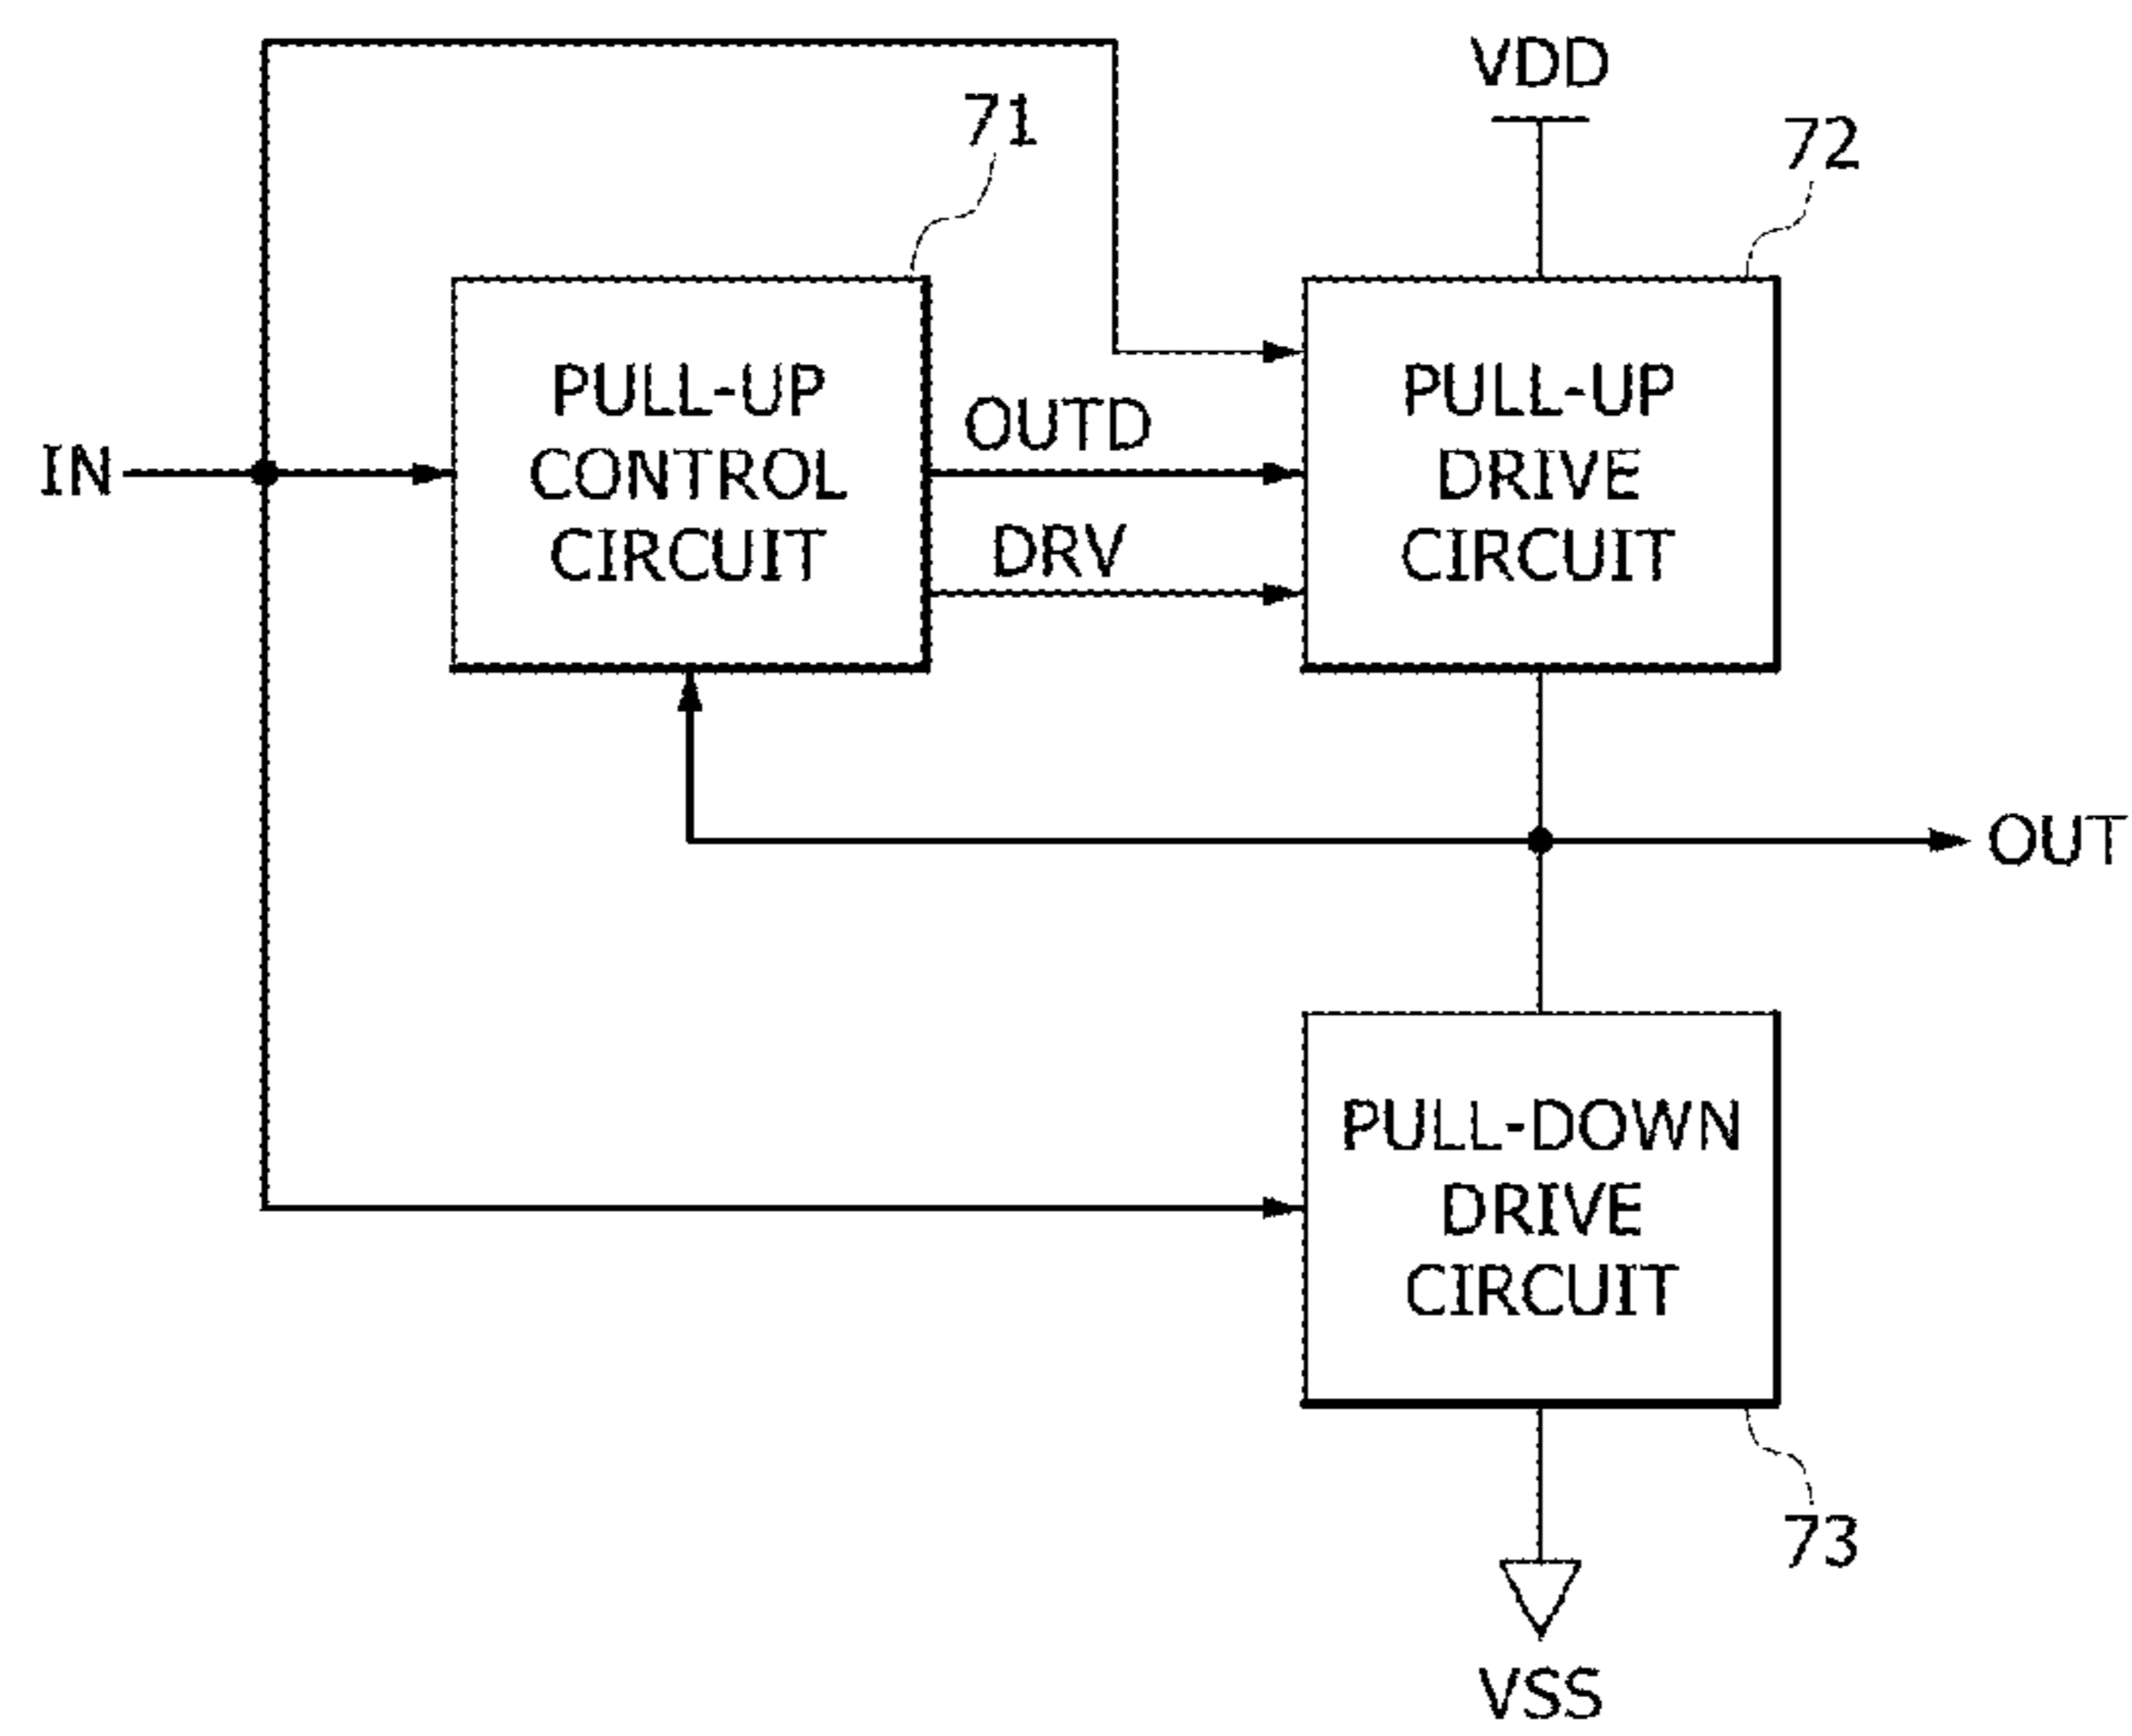 VDD
71
72
PULL-UP
CONTROL
CIRCUIT
OUTD
DRV
PULL-UP
DRIVE
CIRCUIT
IN
OUT
PULL-DOWN
DRIVE
CIRCUIT
73
VSS